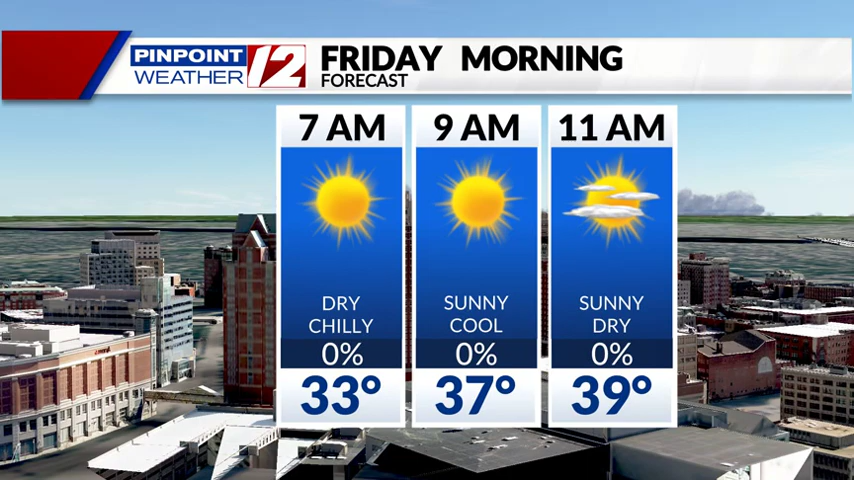 PINPOINT
WEATHER 12
FRIDAY MORNING
FORECAST
7 AM
9 AM
11 AM
DRY
CHILLY
0%
33°
SUNNY
COOL
0%
37°
SUNNY
DRY
0%
39°